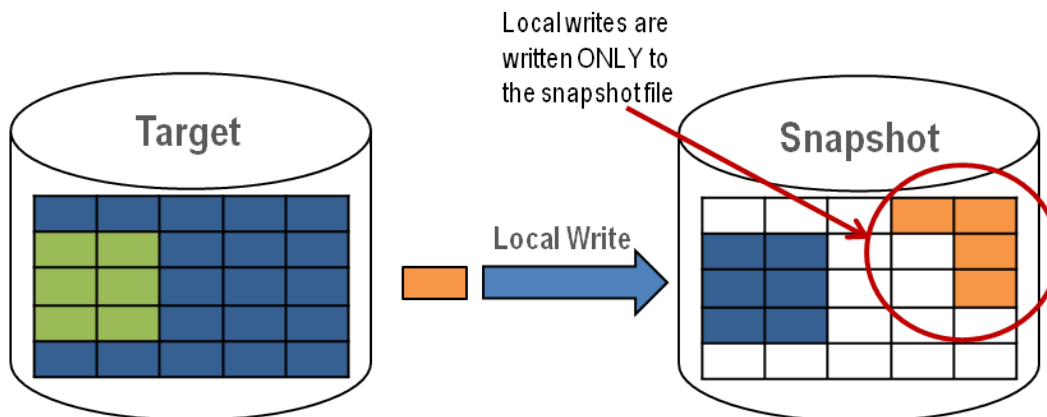 Local writes are
written ONLY to
the snapshot file
Target
Snapshot
Local Write